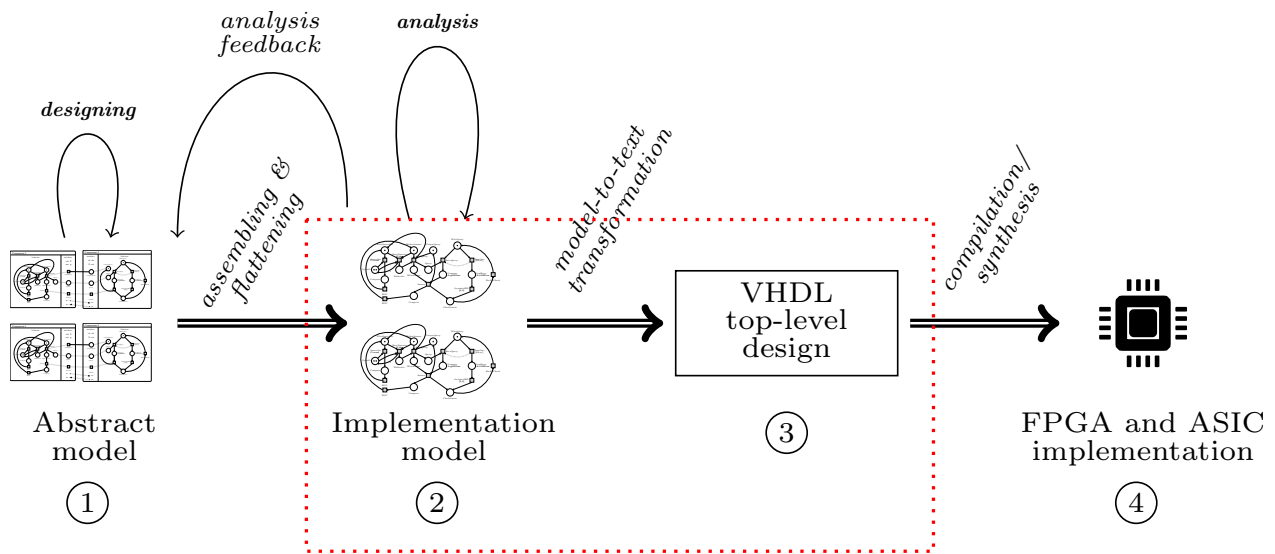 analysis
feedback
analysis
designing
assembling &
flattening
model-to-text
transformation
compilation/
synthesis
VHDL
top-level
design
Abstract
model
Implementation
model
FPGA and ASIC
implementation
1
2
3
4